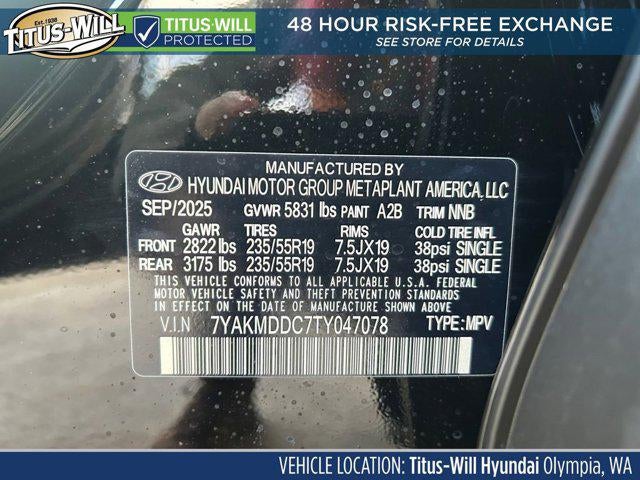 Est. 1938
TITUS-WILL
TITUS-WILL PROTECTED
48 HOUR RISK-FREE EXCHANGE
SEE STORE FOR DETAILS
MANUFACTURED BY
HYUNDAI MOTOR GROUP METAPLANT AMERICA, LLC
SEP/2025 GVWR 5831 lbs PAINT A2B TRIM NNB
GAWR TIRES RIMS COLD TIRE INFL
FRONT 2822 lbs 235/55R19 7.5JX19 38psi SINGLE
REAR 3175 lbs 235/55R19 7.5JX19 38psi SINGLE
THIS VEHICLE CONFORMS TO ALL APPLICABLE U.S.A. FEDERAL
MOTOR VEHICLE SAFETY AND THEFT PREVENTION STANDARDS
IN EFFECT ON THE DATE OF MANUFACTURE SHOWN ABOVE
V.I.N 7YAKMDDC7TY047078 TYPE: MPV
VEHICLE LOCATION: Titus-Will Hyundai Olympia, WA